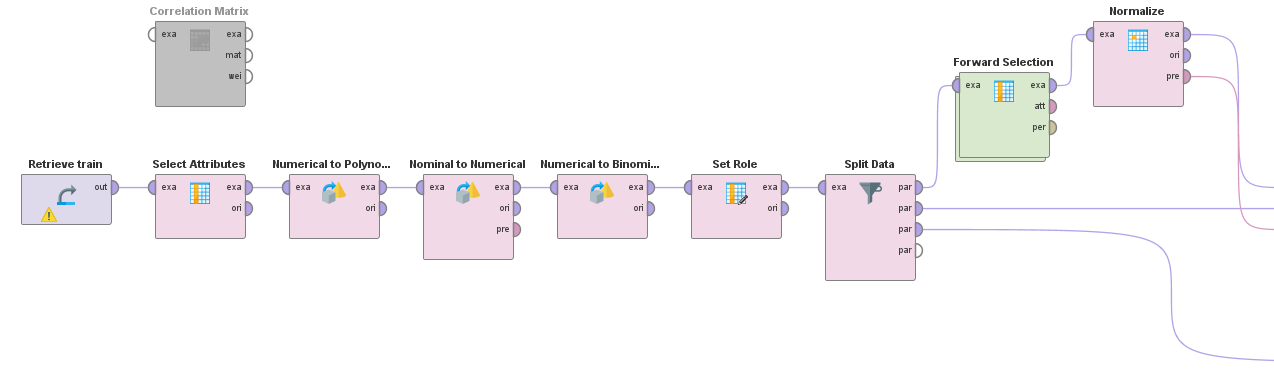 Correlation Matrix
exa exa
mat
wei
Normalize
exa exa
ori
pre
Forward Selection
exa exa
att
per
Retrieve train
out
Select Attributes
exa exa
ori
Numerical to Polyno...
exa exa
ori
Nominal to Numerical
exa exa
ori
pre
Numerical to Binomi...
exa exa
ori
Set Role
exa exa
ori
Split Data
exa par
par
par
par